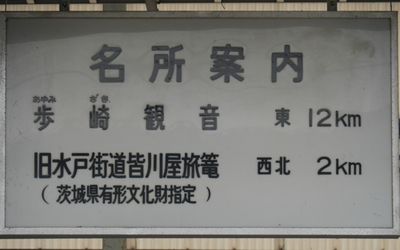 名所案内
あゆみ ざき
歩崎観音 東 12km
旧水戸街道皆川屋旅篭 西北 2km
(茨城県有形文化財指定)